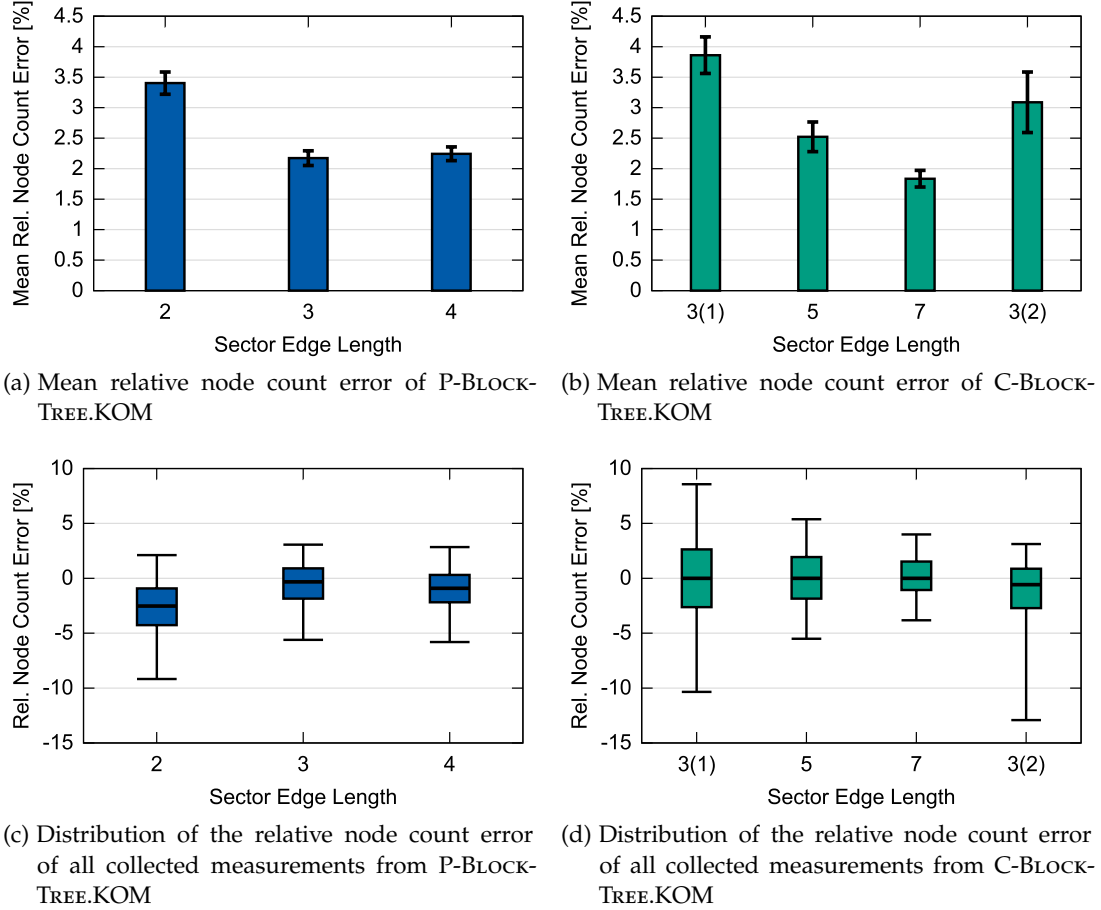 Mean Rel. Node Count Error [%]
4.5
4
3.5
3
2.5
2
1.5
1
0.5
0
2 3 4
Sector Edge Length
(a) Mean relative node count error of P-Block-
Tree.KOM
Mean Rel. Node Count Error [%]
4.5
4
3.5
3
2.5
2
1.5
1
0.5
0
3(1) 5 7 3(2)
Sector Edge Length
(b) Mean relative node count error of C-Block-
Tree.KOM
Rel. Node Count Error [%]
10
5
0
-5
-10
-15
2 3 4
Sector Edge Length
(c) Distribution of the relative node count error
of all collected measurements from P-Block-
Tree.KOM
Rel. Node Count Error [%]
10
5
0
-5
-10
-15
3(1) 5 7 3(2)
Sector Edge Length
(d) Distribution of the relative node count error
of all collected measurements from C-Block-
Tree.KOM